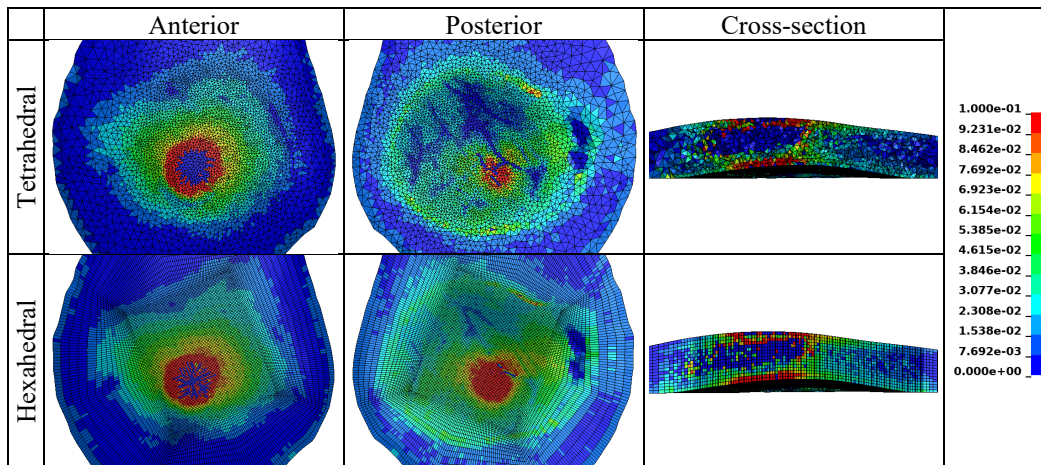 Anterior
Posterior
Cross-section
Tetrahedral
Hexahedral
1.000e-01
9.231e-02
8.462e-02
7.692e-02
6.923e-02
6.154e-02
5.385e-02
4.615e-02
3.846e-02
3.077e-02
2.308e-02
1.538e-02
7.692e-03
0.000e+00